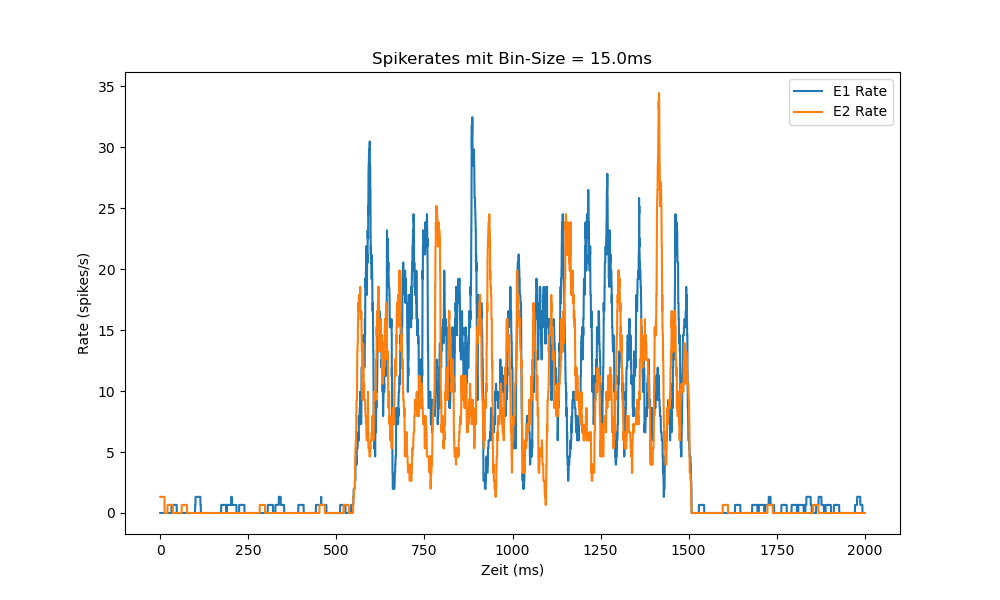 Spikerates mit Bin-Size = 15.0ms
E1 Rate
E2 Rate
Rate (spikes/s)
35
30
25
20
15
10
5
0
0 250 500 750 1000 1250 1500 1750 2000
Zeit (ms)